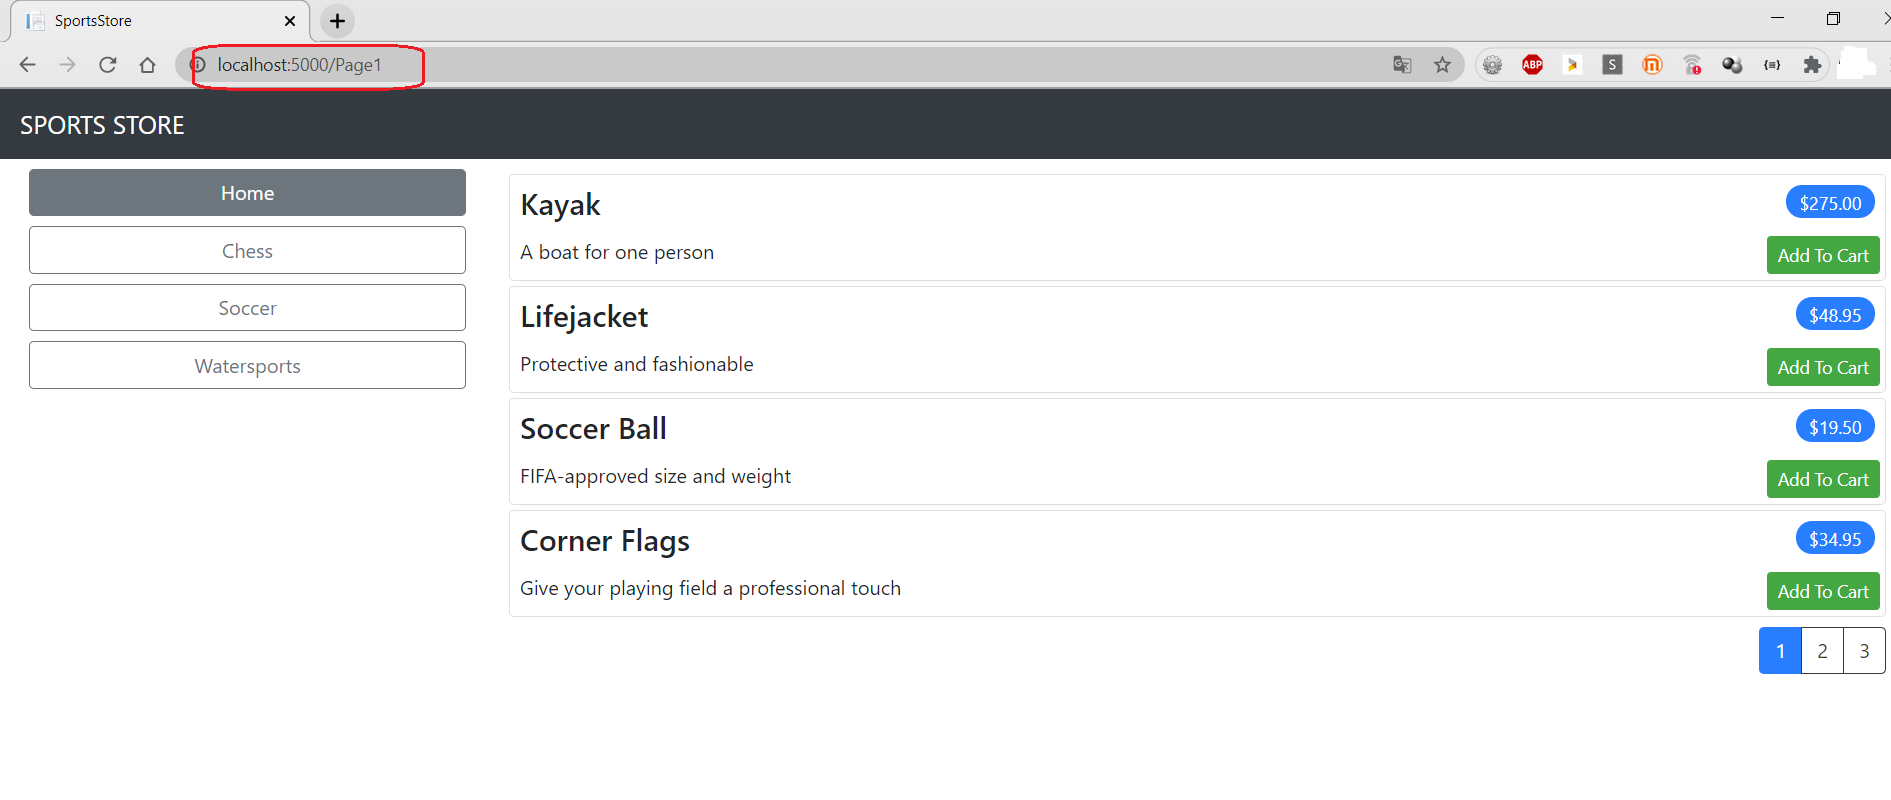 SportsStore
localhost:5000/Page1
ABP
S
SPORTS STORE
Home
Chess
Soccer
Watersports
Kayak
$275.00
A boat for one person
Add To Cart
Lifejacket
$48.95
Protective and fashionable
Add To Cart
Soccer Ball
$19.50
FIFA-approved size and weight
Add To Cart
Corner Flags
$34.95
Give your playing field a professional touch
Add To Cart
1 2 3